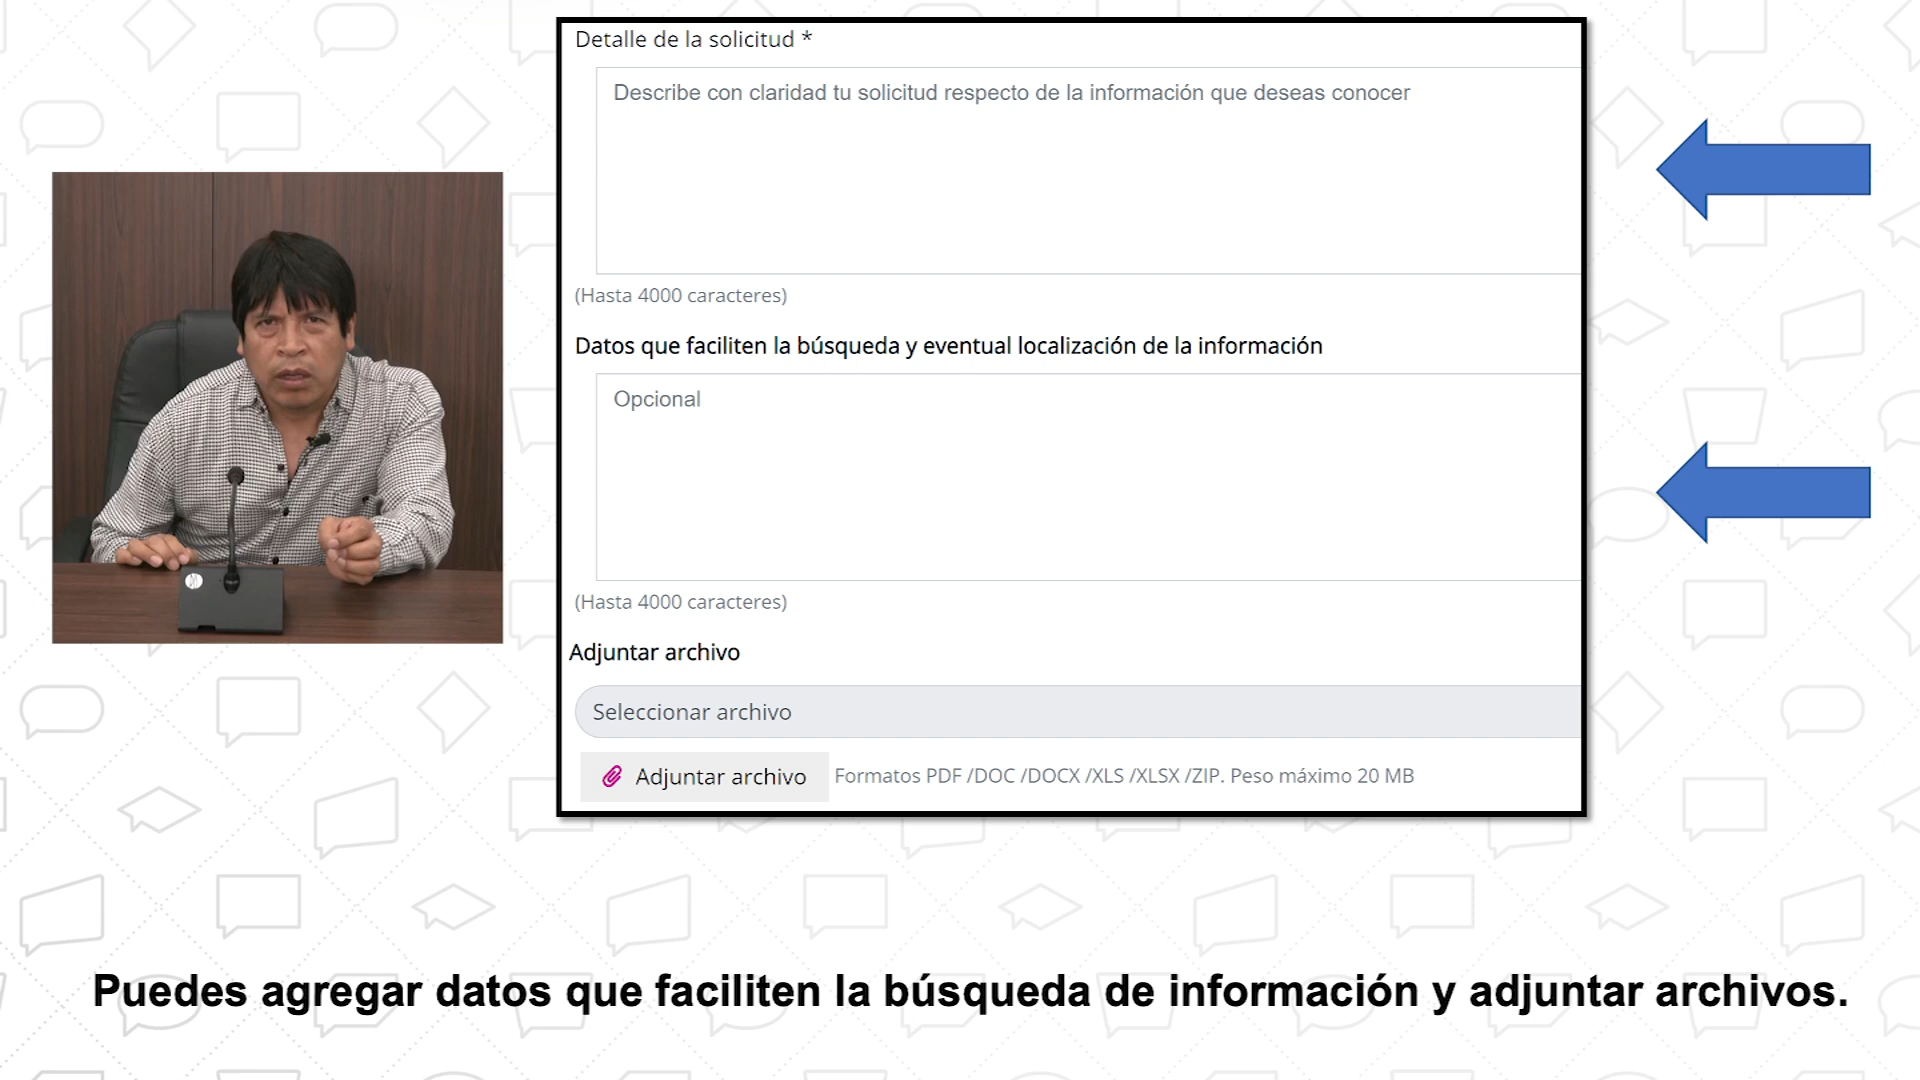 Detalle de la solicitud *
Describe con claridad tu solicitud respecto de la información que deseas conocer
(Hasta 4000 caracteres)
Datos que faciliten la búsqueda y eventual localización de la información
Opcional
(Hasta 4000 caracteres)
Adjuntar archivo
Seleccionar archivo
Adjuntar archivo Formatos PDF /DOC /DOCX /XLS /XLSX /ZIP. Peso máximo 20 MB
Puedes agregar datos que faciliten la búsqueda de información y adjuntar archivos.